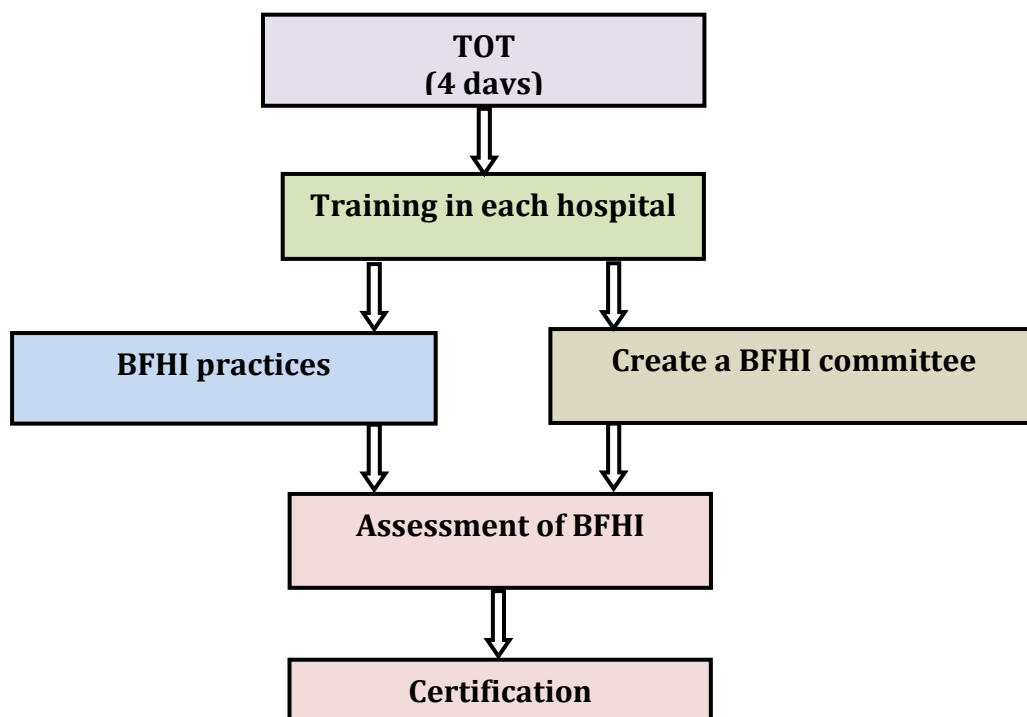 TOT
(4 days)
Training in each hospital
BFHI practices
Create a BFHI committee
Assessment of BFHI
Certification